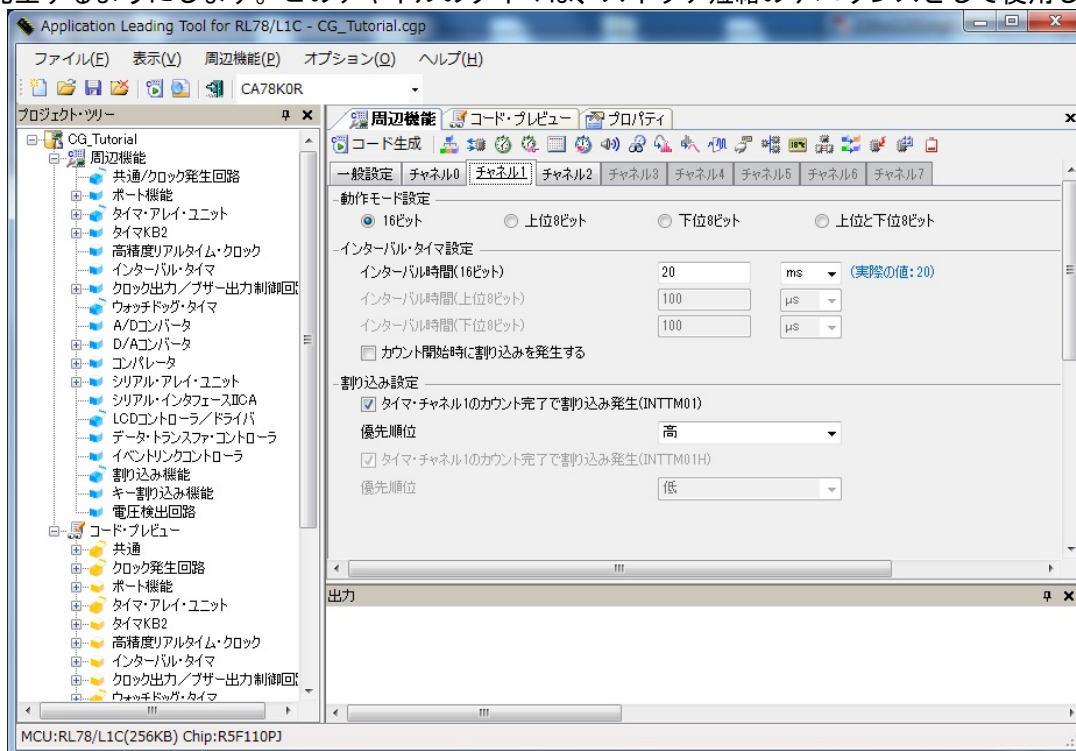 Application Leading Tool for RL78/L1C - CG_Tutorial.cgp
ファイル(F) 表示(V) 周辺機能(P) オプション(O) ヘルプ(H)
CA78K0R
プロジェクト・ツリー
CG_Tutorial
周辺機能
共通/クロック発生回路
ポート機能
タイマ・アレイ・ユニット
タイマKB2
高精度リアルタイム・クロック
インターバル・タイマ
クロック出力/ブザー出力制御回
ウォッチドッグ・タイマ
A/Dコンバータ
D/Aコンバータ
コンパレータ
シリアル・アレイ・ユニット
シリアル・インタフェースIICA
LCDコントローラ/ドライバ
データ・トランスファ・コントローラ
イベントリンクコントローラ
割り込み機能
キー割り込み機能
電圧検出回路
コード・プレビュー
共通
クロック発生回路
ポート機能
タイマ・アレイ・ユニット
タイマKB2
高精度リアルタイム・クロック
インターバル・タイマ
クロック出力/ブザー出力制御回
ウォッチドッグ・タイマ
周辺機能 コード・プレビュー プロパティ
コード生成
一般設定 チャネル0 チャネル1 チャネル2 チャネル3 チャネル4 チャネル5 チャネル6 チャネル7
動作モード設定
16ビット 上位8ビット 下位8ビット 上位と下位8ビット
インターバル・タイマ設定
インターバル時間(16ビット) 20 ms (実際の値:20)
インターバル時間(上位8ビット) 100 μs
インターバル時間(下位8ビット) 100 μs
カウント開始時に割り込みを発生する
割り込み設定
タイマ・チャネル1のカウント完了で割り込み発生(INTTM01)
優先順位 高
タイマ・チャネル1のカウント完了で割り込み発生(INTTM01H)
優先順位 低
出力
MCU:RL78/L1C(256KB) Chip:R5F110PJ